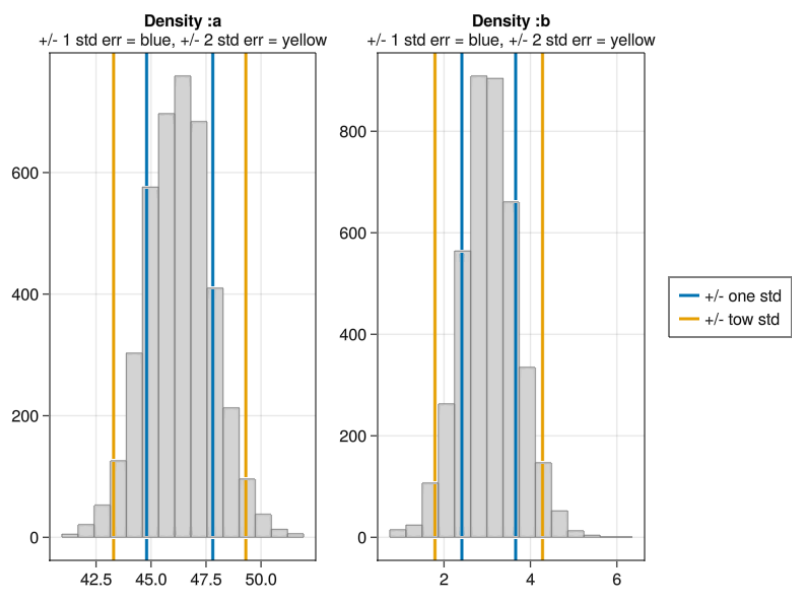 Density :a
+/- 1 std err = blue, +/- 2 std err = yellow
600
400
200
0
42.5 45.0 47.5 50.0
Density :b
+/- 1 std err = blue, +/- 2 std err = yellow
800
600
400
200
0
2 4 6
+/- one std
+/- tow std